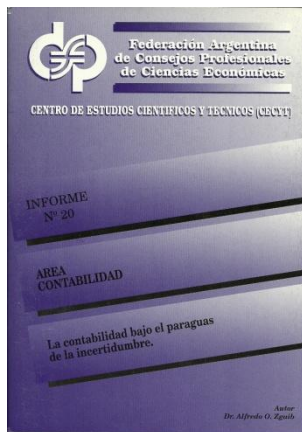 Federación Argentina
de Consejos Profesionales
de Ciencias Económicas
CENTRO DE ESTUDIOS CIENTIFICOS Y TECNICOS (CECYT)
INFORME
Nº 20
AREA
CONTABILIDAD
La contabilidad bajo el paraguas
de la incertidumbre.
Autor
Dr. Alfredo O. Zgaib